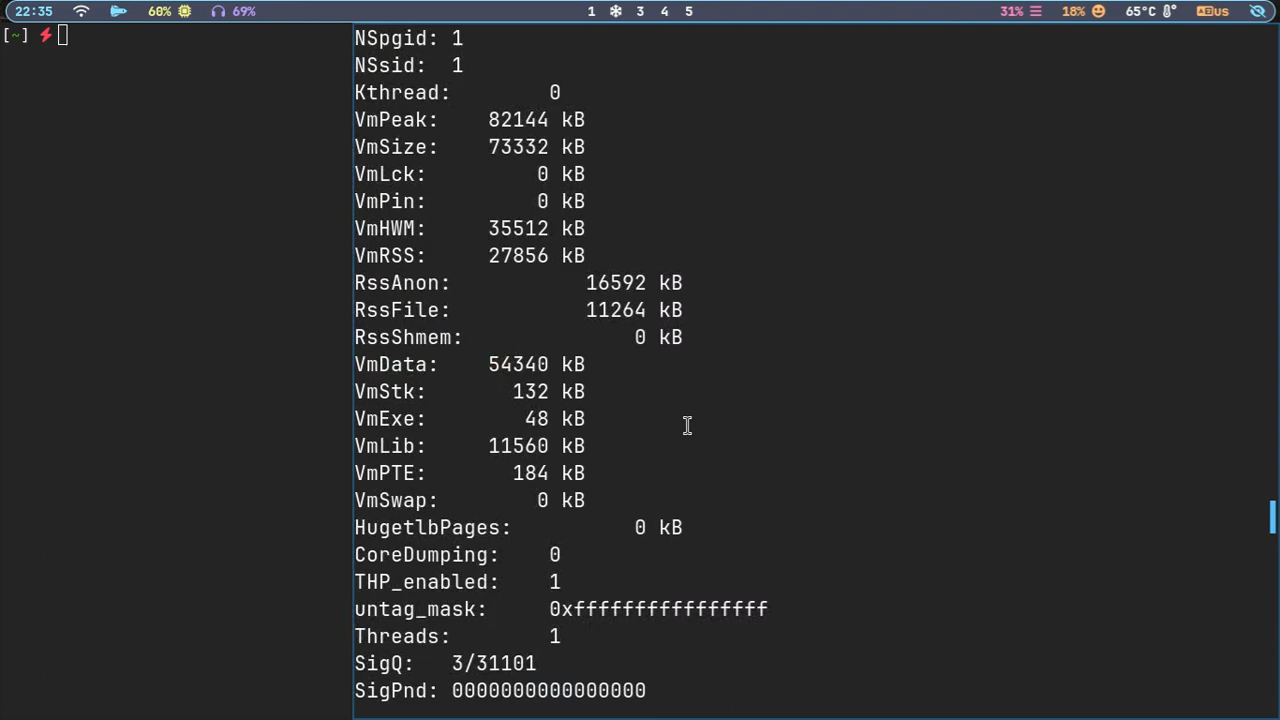 22:35 60% 69% 1 3 4 5 31% 18% 65°C us
[~]
NSpgid: 1
NSsid: 1
Kthread: 0
VmPeak: 82144 kB
VmSize: 73332 kB
VmLck: 0 kB
VmPin: 0 kB
VmHWM: 35512 kB
VmRSS: 27856 kB
RssAnon: 16592 kB
RssFile: 11264 kB
RssShmem: 0 kB
VmData: 54340 kB
VmStk: 132 kB
VmExe: 48 kB
VmLib: 11560 kB
VmPTE: 184 kB
VmSwap: 0 kB
HugetlbPages: 0 kB
CoreDumping: 0
THP_enabled: 1
untag_mask: 0xffffffffffffffff
Threads: 1
SigQ: 3/31101
SigPnd: 0000000000000000